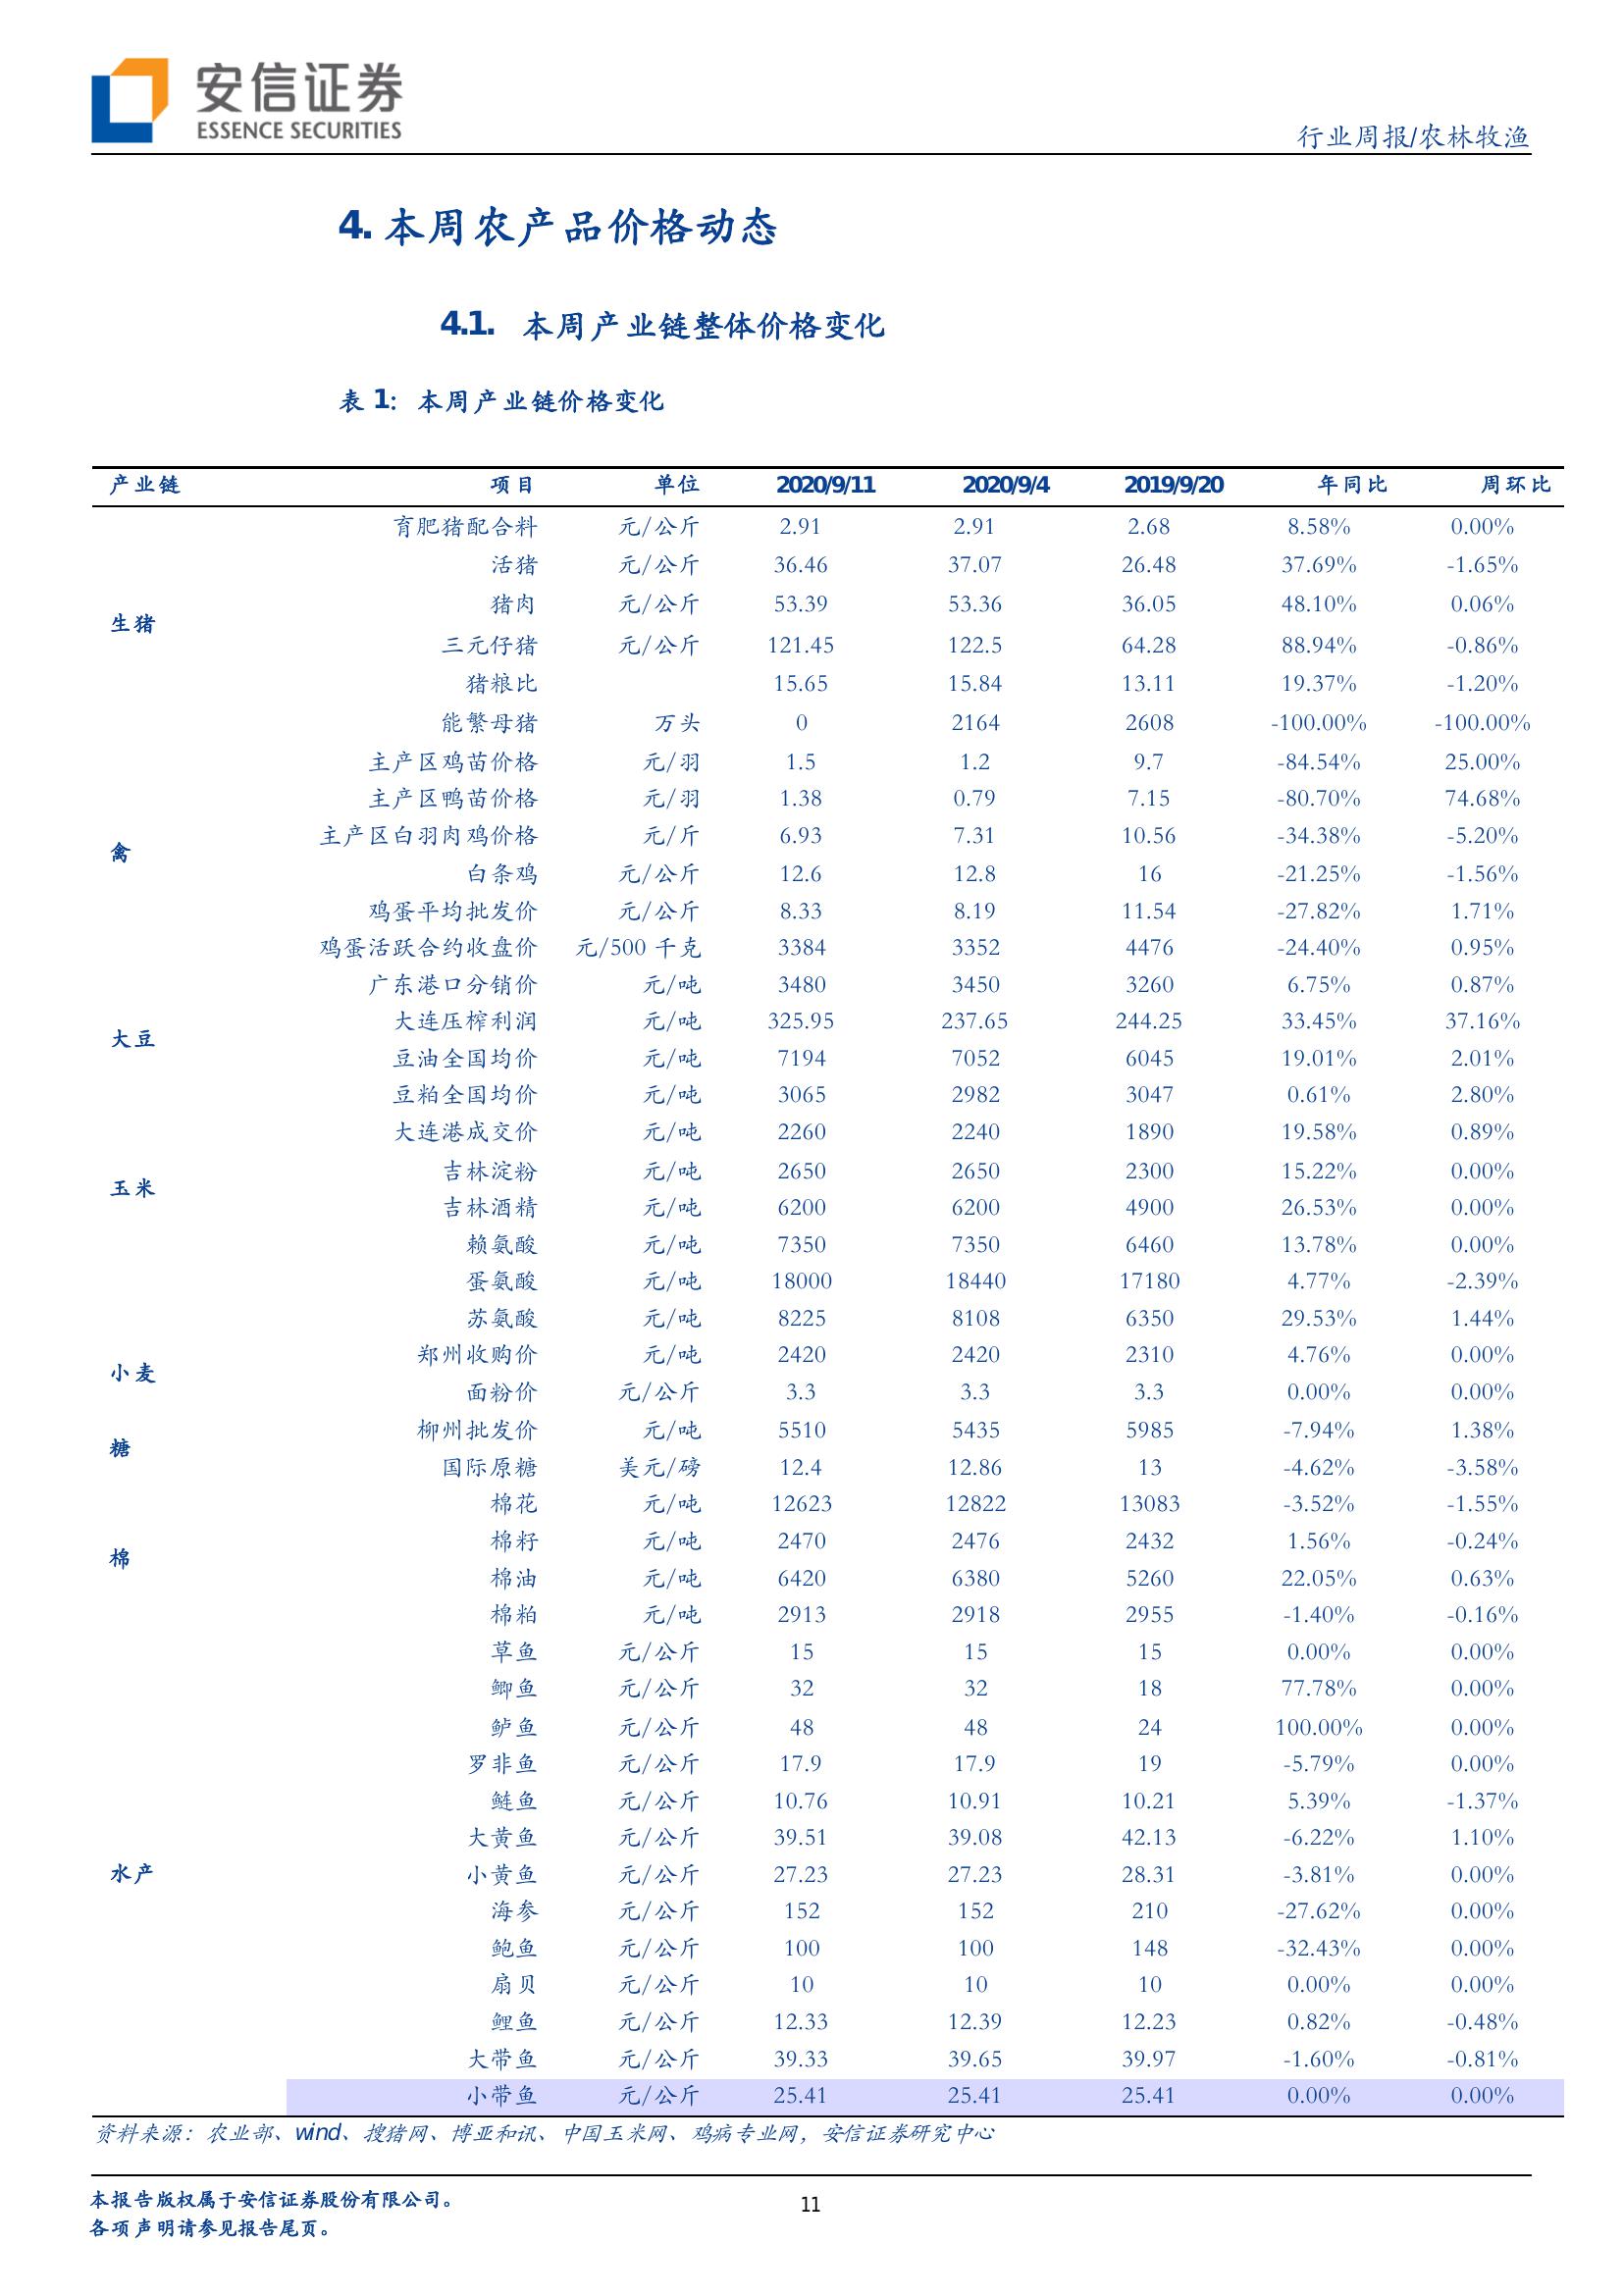 安信证券
ESSENCE SECURITIES
行业周报/农林牧渔
4. 本周农产品价格动态
4.1. 本周产业链整体价格变化
表 1: 本周产业链价格变化
产业链 项目 单位 2020/9/11 2020/9/4 2019/9/20 年同比 周环比
育肥猪配合料 元/公斤 2.91 2.91 2.68 8.58% 0.00%
活猪 元/公斤 36.46 37.07 26.48 37.69% -1.65%
猪肉 元/公斤 53.39 53.36 36.05 48.10% 0.06%
生猪
三元仔猪 元/公斤 121.45 122.5 64.28 88.94% -0.86%
猪粮比 15.65 15.84 13.11 19.37% -1.20%
能繁母猪 万头 0 2164 2608 -100.00% -100.00%
主产区鸡苗价格 元/羽 1.5 1.2 9.7 -84.54% 25.00%
主产区鸭苗价格 元/羽 1.38 0.79 7.15 -80.70% 74.68%
主产区白羽肉鸡价格 元/斤 6.93 7.31 10.56 -34.38% -5.20%
禽
白条鸡 元/公斤 12.6 12.8 16 -21.25% -1.56%
鸡蛋平均批发价 元/公斤 8.33 8.19 11.54 -27.82% 1.71%
鸡蛋活跃合约收盘价 元/500 千克 3384 3352 4476 -24.40% 0.95%
广东港口分销价 元/吨 3480 3450 3260 6.75% 0.87%
大连压榨利润 元/吨 325.95 237.65 244.25 33.45% 37.16%
大豆
豆油全国均价 元/吨 7194 7052 6045 19.01% 2.01%
豆粕全国均价 元/吨 3065 2982 3047 0.61% 2.80%
大连港成交价 元/吨 2260 2240 1890 19.58% 0.89%
吉林淀粉 元/吨 2650 2650 2300 15.22% 0.00%
玉米
吉林酒精 元/吨 6200 6200 4900 26.53% 0.00%
赖氨酸 元/吨 7350 7350 6460 13.78% 0.00%
蛋氨酸 元/吨 18000 18440 17180 4.77% -2.39%
苏氨酸 元/吨 8225 8108 6350 29.53% 1.44%
郑州收购价 元/吨 2420 2420 2310 4.76% 0.00%
小麦
面粉价 元/公斤 3.3 3.3 3.3 0.00% 0.00%
柳州批发价 元/吨 5510 5435 5985 -7.94% 1.38%
糖
国际原糖 美元/磅 12.4 12.86 13 -4.62% -3.58%
棉花 元/吨 12623 12822 13083 -3.52% -1.55%
棉籽 元/吨 2470 2476 2432 1.56% -0.24%
棉
棉油 元/吨 6420 6380 5260 22.05% 0.63%
棉粕 元/吨 2913 2918 2955 -1.40% -0.16%
草鱼 元/公斤 15 15 15 0.00% 0.00%
鲫鱼 元/公斤 32 32 18 77.78% 0.00%
鲈鱼 元/公斤 48 48 24 100.00% 0.00%
罗非鱼 元/公斤 17.9 17.9 19 -5.79% 0.00%
鲢鱼 元/公斤 10.76 10.91 10.21 5.39% -1.37%
大黄鱼 元/公斤 39.51 39.08 42.13 -6.22% 1.10%
水产 小黄鱼 元/公斤 27.23 27.23 28.31 -3.81% 0.00%
海参 元/公斤 152 152 210 -27.62% 0.00%
鲍鱼 元/公斤 100 100 148 -32.43% 0.00%
扇贝 元/公斤 10 10 10 0.00% 0.00%
鲤鱼 元/公斤 12.33 12.39 12.23 0.82% -0.48%
大带鱼 元/公斤 39.33 39.65 39.97 -1.60% -0.81%
小带鱼 元/公斤 25.41 25.41 25.41 0.00% 0.00%
资料来源：农业部、wind、搜猪网、博亚和讯、中国玉米网、鸡病专业网，安信证券研究中心
本报告版权属于安信证券股份有限公司。
11
各项声明请参见报告尾页。